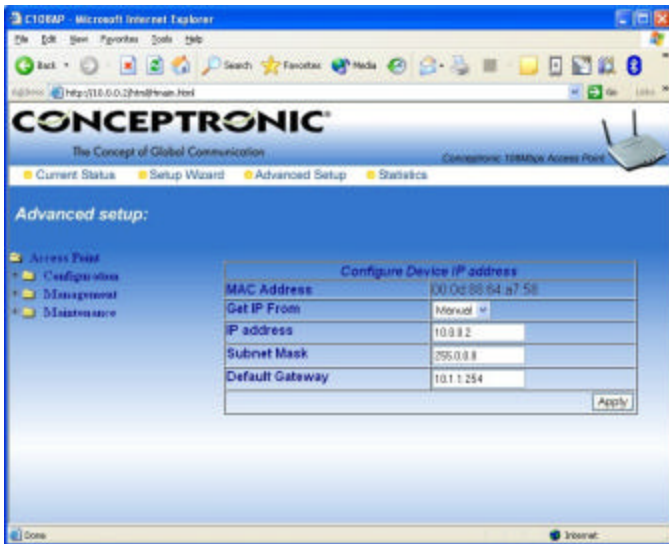 C108AP - Microsoft Internet Explorer
File Edit View Favorites Tools Help
Back Search Favorites Media
Address http://10.0.0.2/html/Hmain.html Go Links
CONCEPTRONIC
The Concept of Global Communication
Conceptronic 108Mbps Access Point
Current Status Setup Wizard Advanced Setup Statistics
Advanced setup:
Access Point
Configuration
Management
Maintenance
Configure Device IP address
MAC Address 00:0d:88:64:a7:58
Get IP From Manual
IP address 10.0.0.2
Subnet Mask 255.0.0.0
Default Gateway 10.1.1.254
Apply
Done Internet